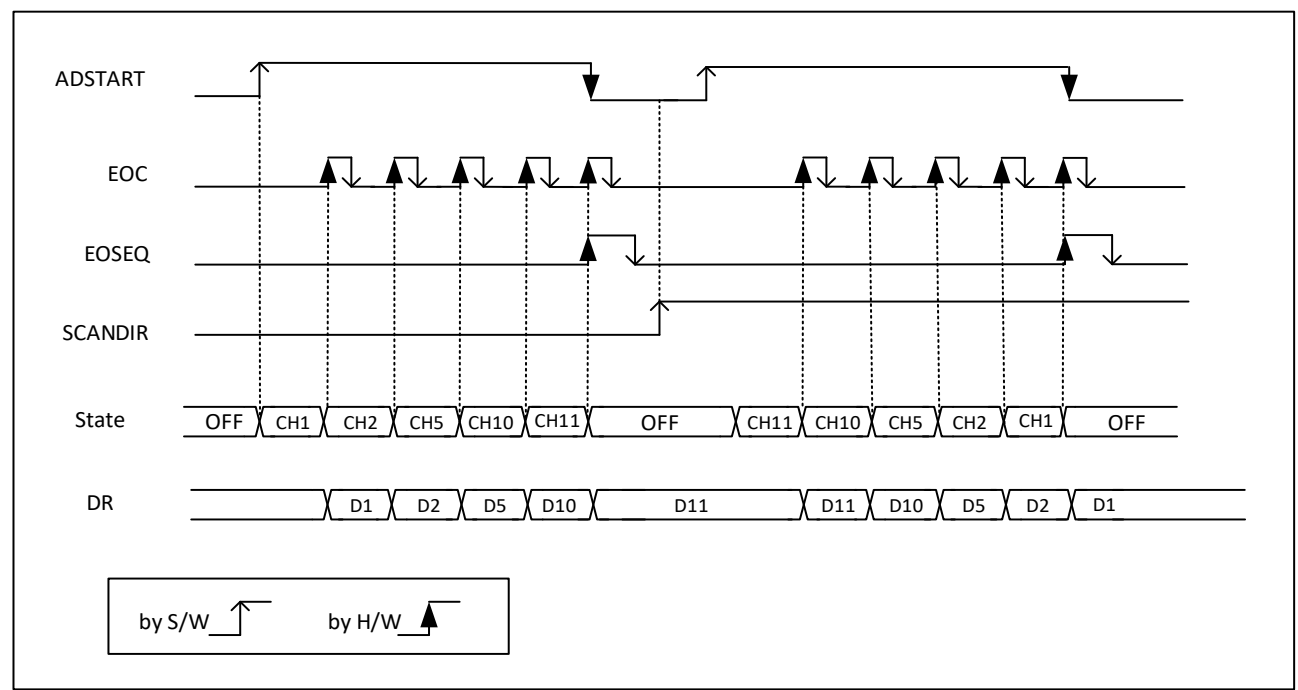 ADSTART
EOC
EOSEQ
SCANDIR
State OFF CH1 CH2 CH5 CH10 CH11 OFF CH11 CH10 CH5 CH2 CH1 OFF
DR D1 D2 D5 D10 D11 D11 D10 D5 D2 D1
by S/W by H/W